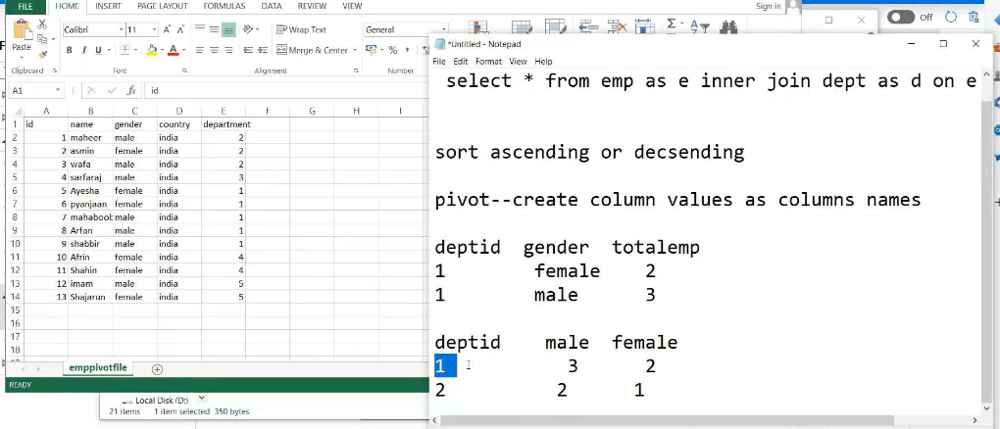 FILE HOME INSERT PAGE LAYOUT FORMULAS DATA REVIEW VIEW Sign in Off
Calibri 11 Wrap Text General
Paste B I U A Merge & Center %
Clipboard Font Alignment Number
A1 fx id
A B C D E F G H I
1 id name gender country department
2 1 maheer male india 2
3 2 asmin female india 2
4 3 wafa male india 2
5 4 sarfaraj male india 3
6 5 Ayesha female india 1
7 6 pyanjaan female india 1
8 7 mahaboob male india 1
9 8 Arfan male india 1
10 9 shabbir male india 1
11 10 Afrin female india 4
12 11 Shahin female india 4
13 12 imam male india 5
14 13 Shajarun female india 5
15
16
17
18
emppivotfile
READY
Local Disk (D:)
21 items 1 item selected 350 bytes
*Untitled - Notepad
File Edit Format View Help
select * from emp as e inner join dept as d on e
sort ascending or decsending
pivot--create column values as columns names
deptid gender totalemp
1 female 2
1 male 3
deptid male female
1 3 2
2 2 1